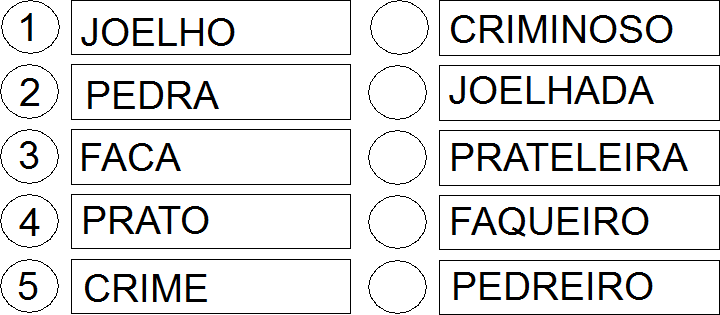 1 JOELHO CRIMINOSO
2 PEDRA JOELHADA
3 FACA PRATELEIRA
4 PRATO FAQUEIRO
5 CRIME PEDREIRO